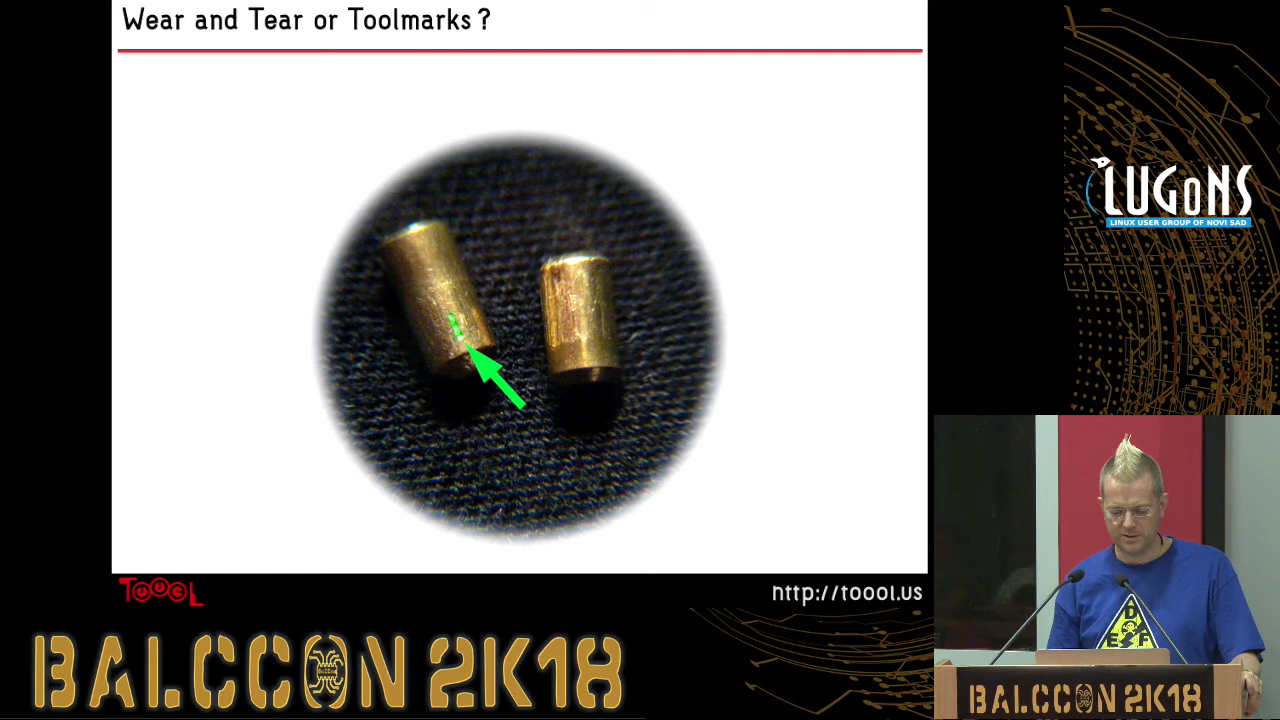 Wear and Tear or Toolmarks?
LUGoNS
LINUX USER GROUP OF NOVI SAD
TOOOL
http://toool.us
BALCCON 2K18
BALCCON 2K18